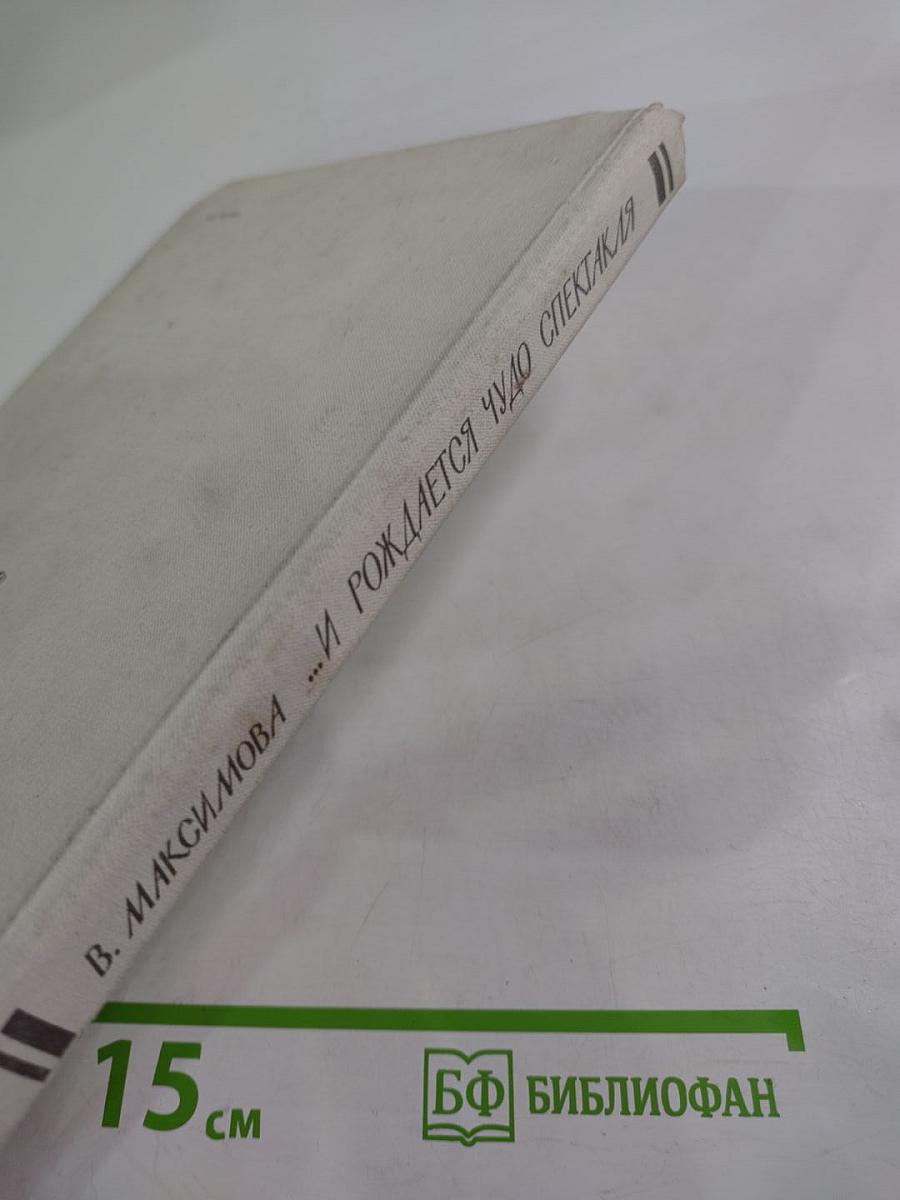 В. МАКСИМОВА ...И РОЖДАЕТСЯ ЧУДО СПЕКТАКЛЯ
15 см
БФ БИБЛИОФАН